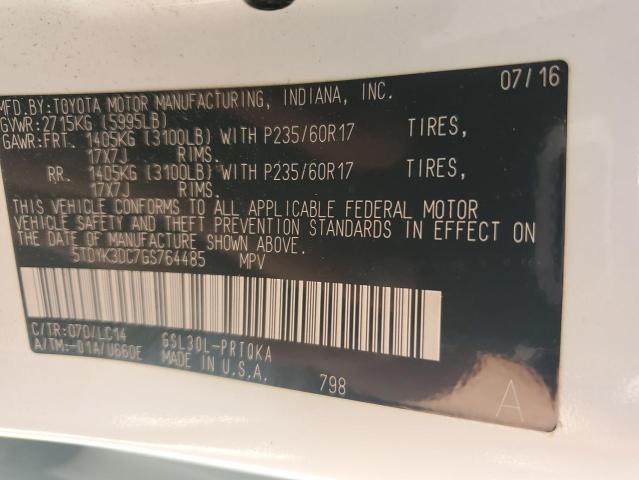 07/16
MFD. BY: TOYOTA MOTOR MANUFACTURING, INDIANA, INC.
GVWR: 2715KG (5995LB)
GAWR: FRT. 1405KG (3100LB) WITH P235/60R17 TIRES,
17X7J RIMS.
RR. 1405KG (3100LB) WITH P235/60R17 TIRES,
17X7J RIMS.
THIS VEHICLE CONFORMS TO ALL APPLICABLE FEDERAL MOTOR
VEHICLE SAFETY AND THEFT PREVENTION STANDARDS IN EFFECT ON
THE DATE OF MANUFACTURE SHOWN ABOVE.
5TDYK3DC7GS764485 MPV
C/TR: 070/LC14 GSL30L-PRTQKA
A/TM: -01A/U660E MADE IN U.S.A. 798
A